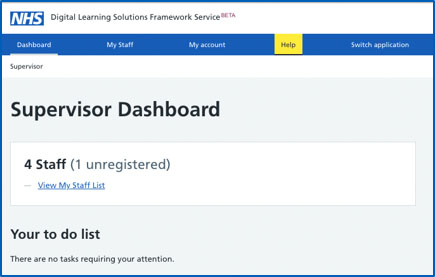 NHS Digital Learning Solutions Framework Service BETA
Dashboard My Staff My account Help Switch application
Supervisor
Supervisor Dashboard
4 Staff (1 unregistered)
— View My Staff List
Your to do list
There are no tasks requiring your attention.